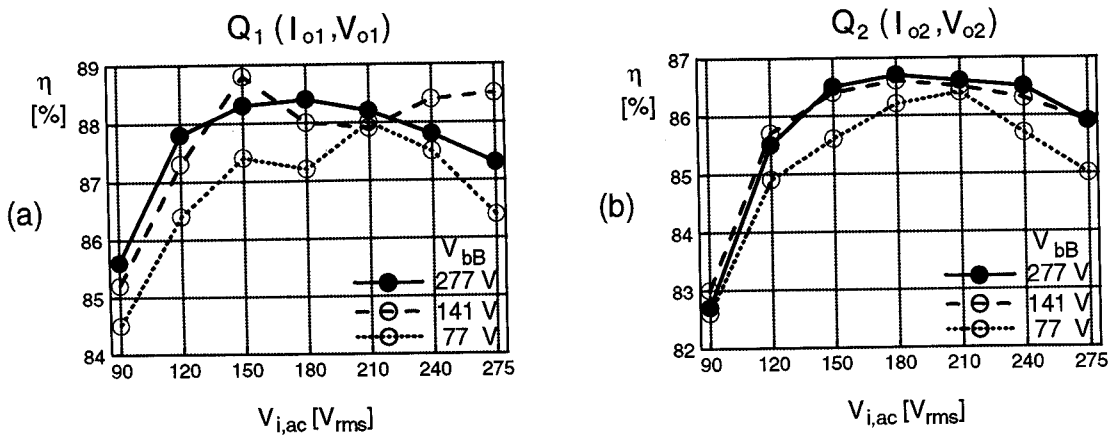 Q1 ( Io1 ,Vo1)
η
[%]
89
88
87
86
85
84
(a)
VbB
277 V
141 V
77 V
90 120 150 180 210 240 275
Vi,ac [Vrms]
Q2 ( Io2 ,Vo2)
η
[%]
87
86
85
84
83
82
(b)
VbB
277 V
141 V
77 V
90 120 150 180 210 240 275
Vi,ac [Vrms]